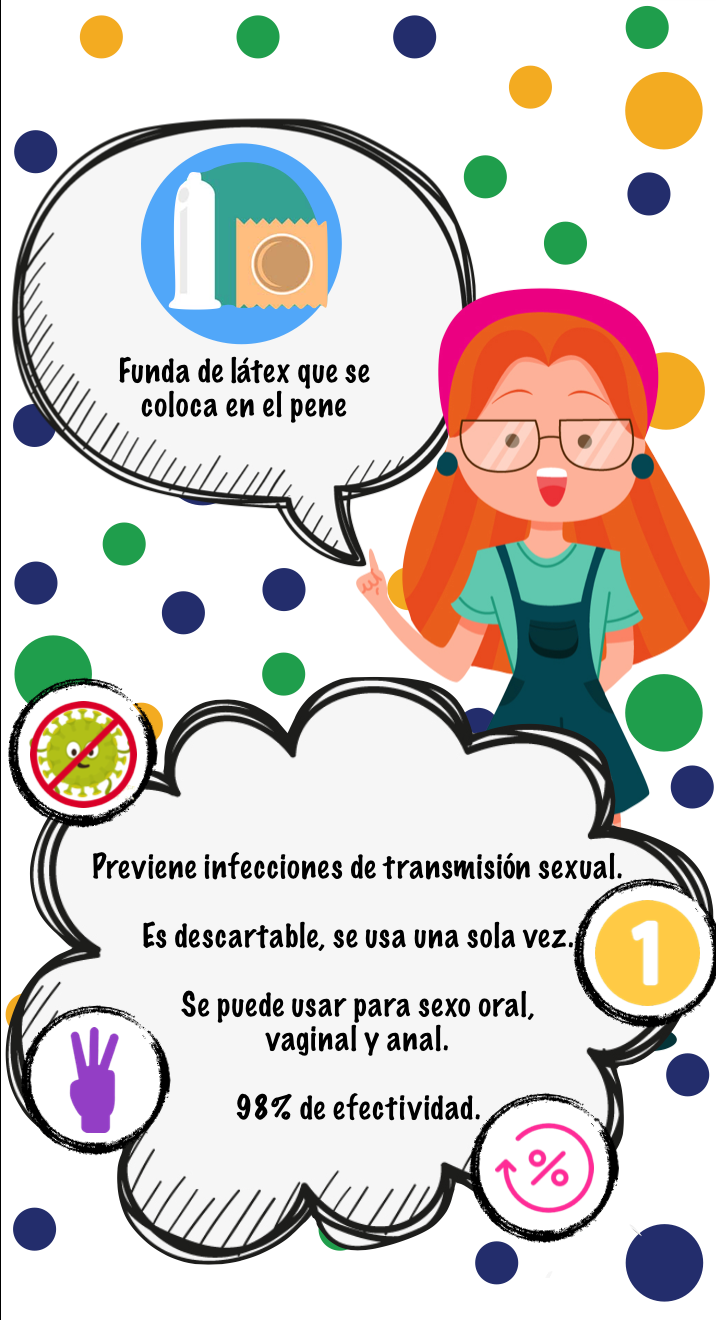 Funda de látex que se
coloca en el pene
Previene infecciones de transmisión sexual.
Es descartable, se usa una sola vez.
1
Se puede usar para sexo oral,
vaginal y anal.
98% de efectividad.
%